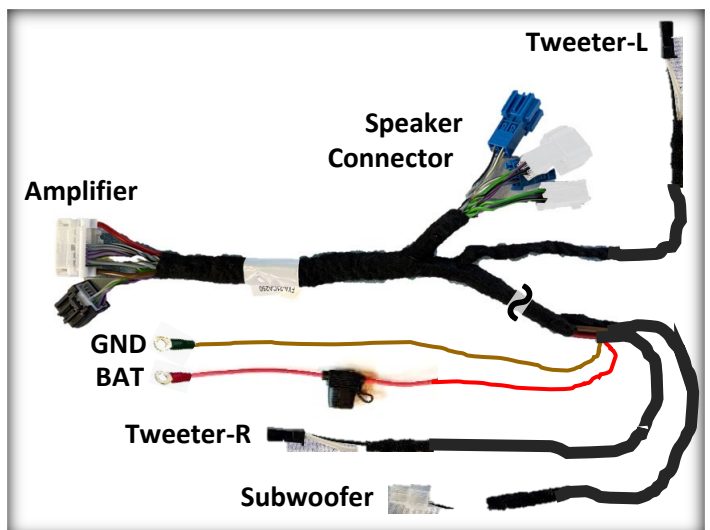 Tweeter-L
Speaker
Connector
Amplifier
GND
BAT
Tweeter-R
Subwoofer